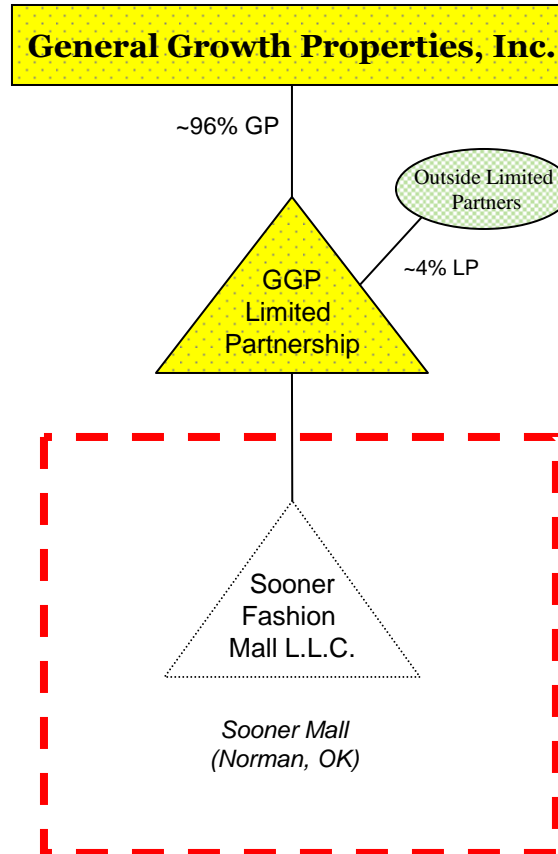 General Growth Properties, Inc.
~96% GP
Outside Limited
Partners
~4% LP
GGP
Limited
Partnership
Sooner
Fashion
Mall L.L.C.
Sooner Mall
(Norman, OK)